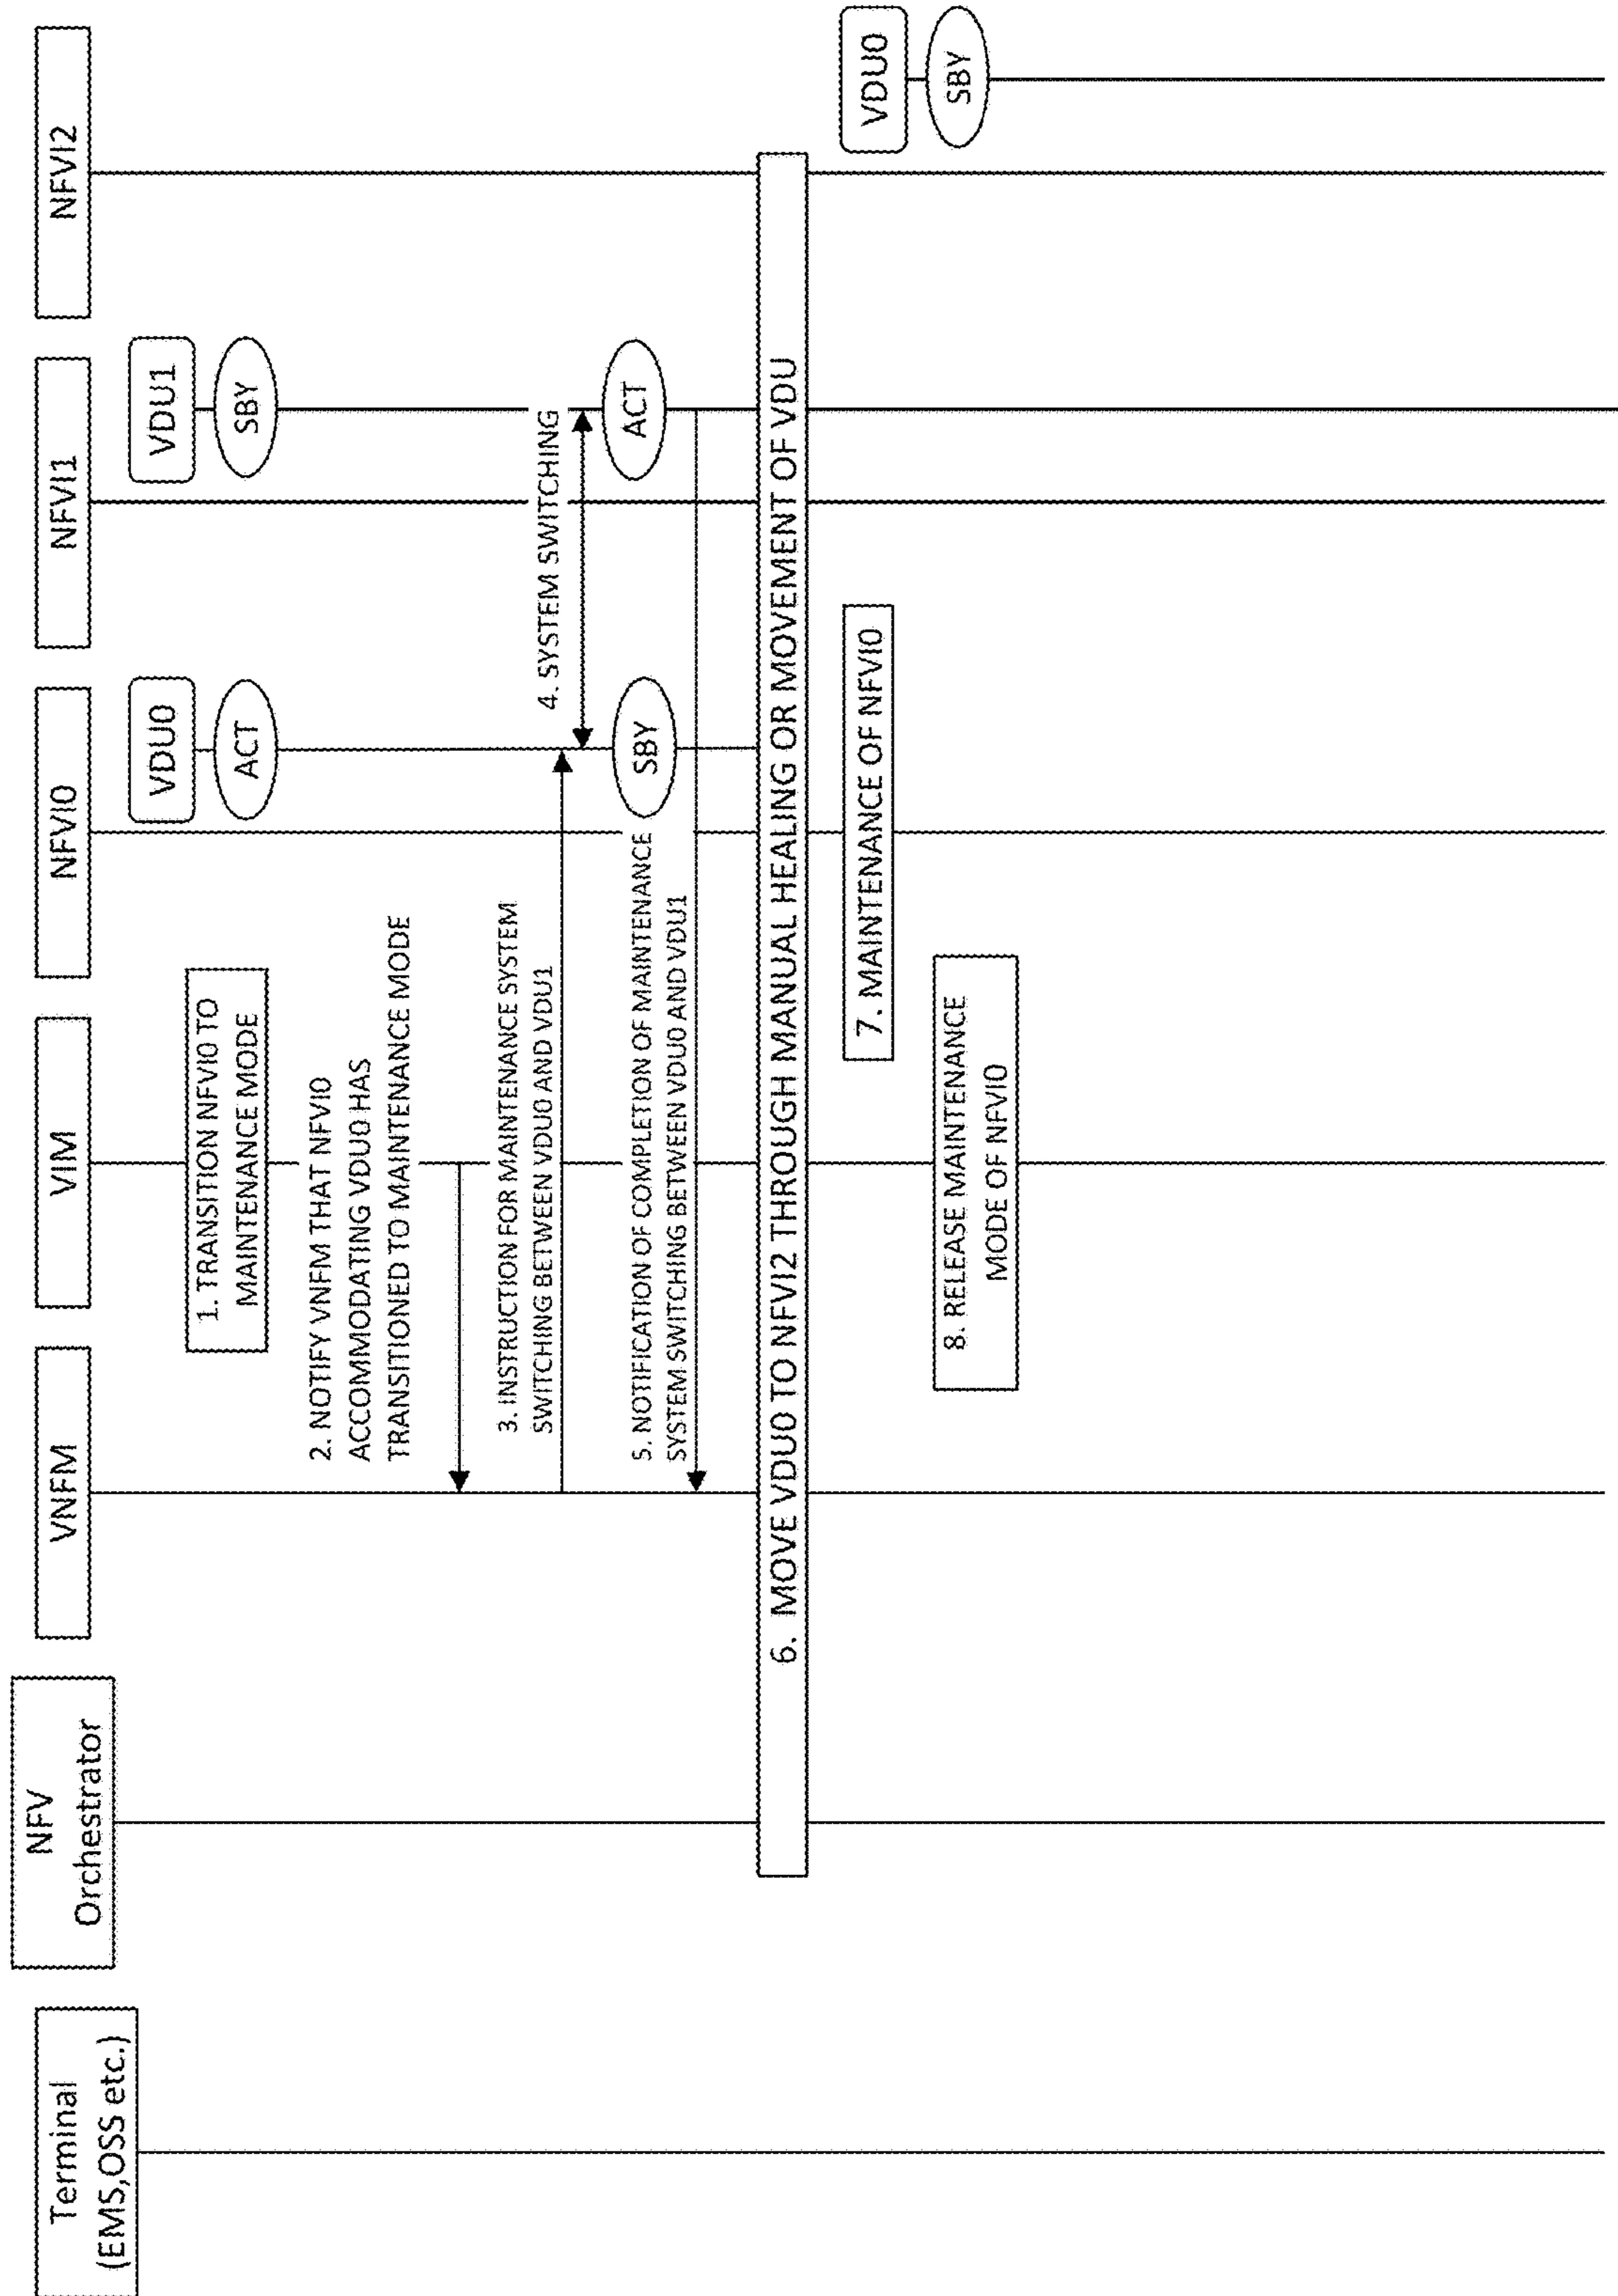 Terminal
(EMS,OSS etc.)
NFV
Orchestrator
VNFM
VIM
NFVI0
NFVI1
NFVI2
VDU0
ACT
VDU1
SBY
1. TRANSITION NFVI0 TO
MAINTENANCE MODE
2. NOTIFY VNFM THAT NFVI0
ACCOMMODATING VDU0 HAS
TRANSITIONED TO MAINTENANCE MODE
3. INSTRUCTION FOR MAINTENANCE SYSTEM
SWITCHING BETWEEN VDU0 AND VDU1
4. SYSTEM SWITCHING
SBY
ACT
5. NOTIFICATION OF COMPLETION OF MAINTENANCE
SYSTEM SWITCHING BETWEEN VDU0 AND VDU1
6. MOVE VDU0 TO NFVI2 THROUGH MANUAL HEALING OR MOVEMENT OF VDU
VDU0
SBY
7. MAINTENANCE OF NFVI0
8. RELEASE MAINTENANCE
MODE OF NFVI0